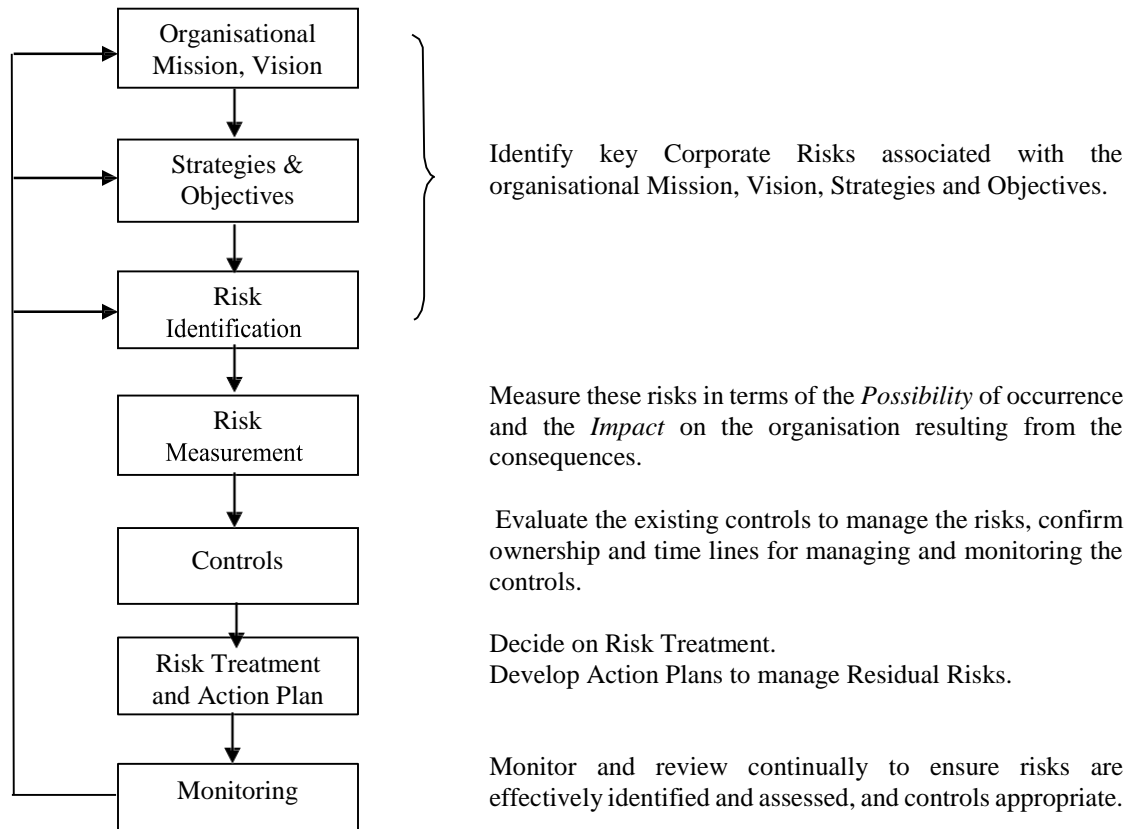 Organisational
Mission, Vision
Strategies &
Objectives
Identify key Corporate Risks associated with the
organisational Mission, Vision, Strategies and Objectives.
Risk
Identification
Risk
Measurement
Measure these risks in terms of the Possibility of occurrence
and the Impact on the organisation resulting from the
consequences.
Controls
Evaluate the existing controls to manage the risks, confirm
ownership and time lines for managing and monitoring the
controls.
Risk Treatment
and Action Plan
Decide on Risk Treatment.
Develop Action Plans to manage Residual Risks.
Monitoring
Monitor and review continually to ensure risks are
effectively identified and assessed, and controls appropriate.